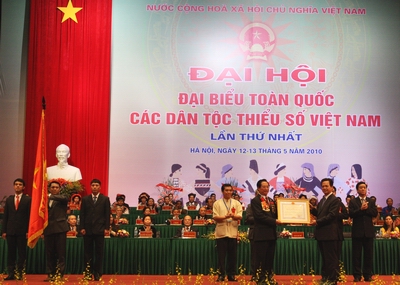 NƯỚC CỘNG HÒA XÃ HỘI CHỦ NGHĨA VIỆT NAM
ĐẠI HỘI
ĐẠI BIỂU TOÀN QUỐC
CÁC DÂN TỘC THIỂU SỐ VIỆT NAM
LẦN THỨ NHẤT
HÀ NỘI, NGÀY 12-13 THÁNG 5 NĂM 2010